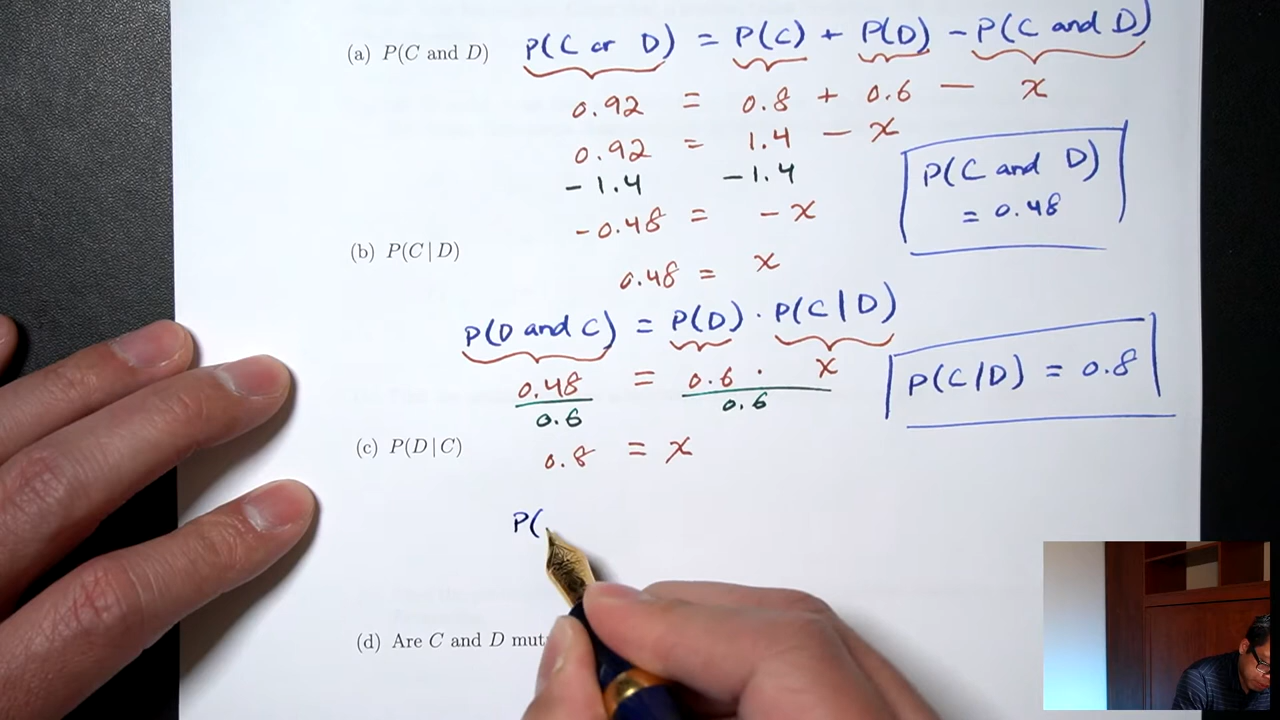 (a) P(C and D) P(C or D) = P(C) + P(D) - P(C and D)
0.92 = 0.8 + 0.6 - x
0.92 = 1.4 - x
-1.4 -1.4
P(C and D)
= 0.48
-0.48 = -x
(b) P(C|D)
0.48 = x
P(D and C) = P(D) · P(C|D)
0.48 = 0.6 · x
0.6 0.6
P(C|D) = 0.8
(c) P(D|C) 0.8 = x
P(
(d) Are C and D mut